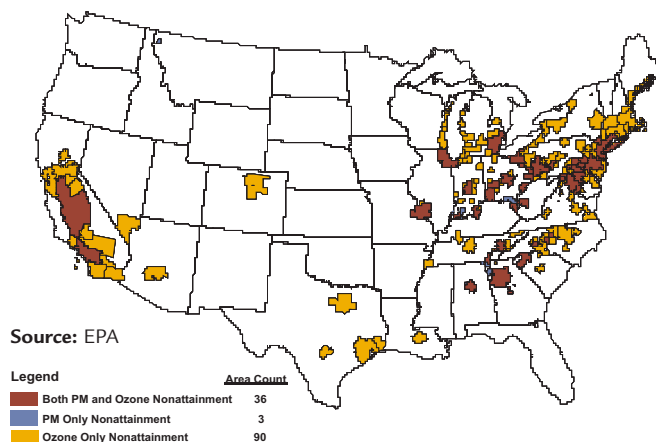 Source: EPA
Legend Area Count
Both PM and Ozone Nonattainment 36
PM Only Nonattainment 3
Ozone Only Nonattainment 90